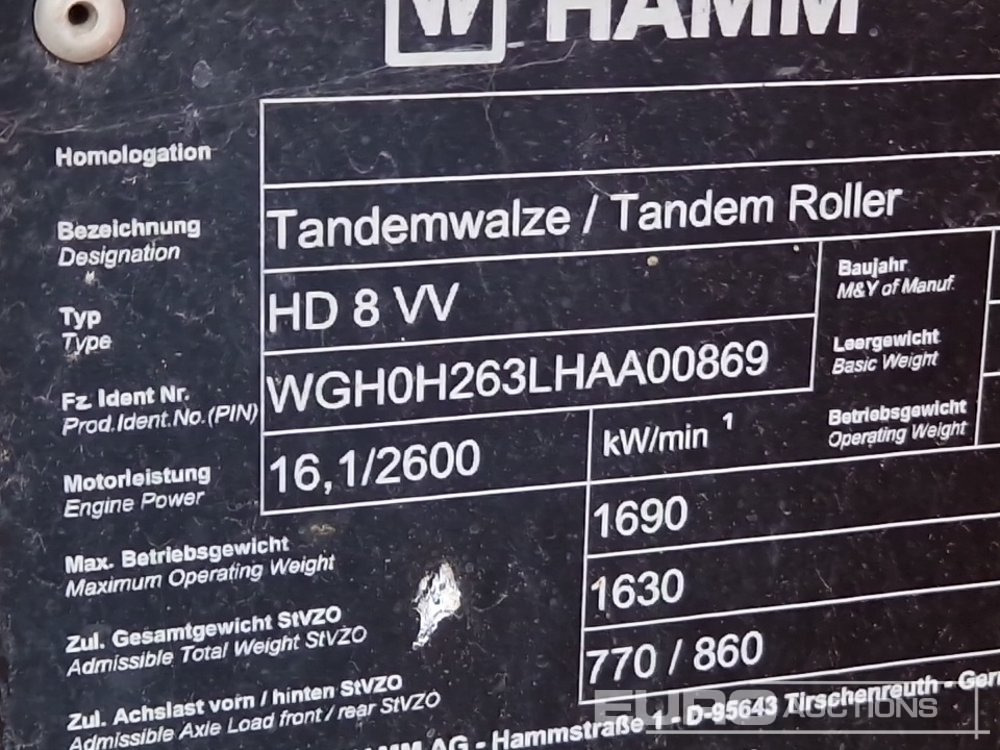 W HAMM
Homologation
Bezeichnung
Designation
Tandemwalze / Tandem Roller
Typ
Type
HD 8 VV
Baujahr
M&Y of Manuf.
Fz. Ident Nr.
Prod.Ident.No.(PIN)
WGH0H263LHAA00869
Leergewicht
Basic Weight
Motorleistung
Engine Power
16,1/2600
kW/min 1
Betriebsgewicht
Operating Weight
Max. Betriebsgewicht
Maximum Operating Weight
1690
Zul. Gesamtgewicht StVZO
Admissible Total Weight StVZO
1630
Zul. Achslast vorn / hinten StVZO
Admissible Axle Load front / rear StVZO
770 / 860
AG - Hammstraße 1 - D-95643 Tirschenreuth -
EURO AUCTIONS